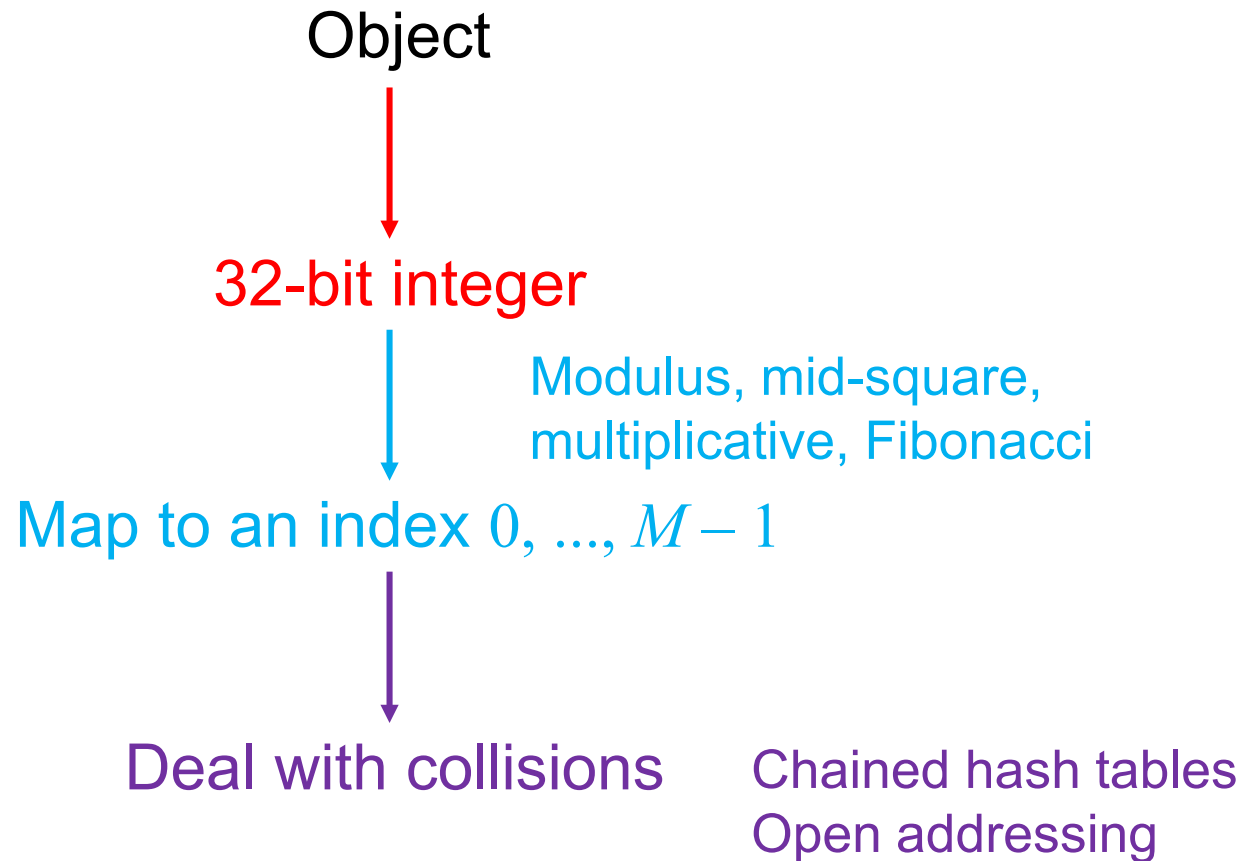 Object
32-bit integer
Modulus, mid-square,
multiplicative, Fibonacci
Map to an index 0, ..., M – 1
Deal with collisions
Chained hash tables
Open addressing